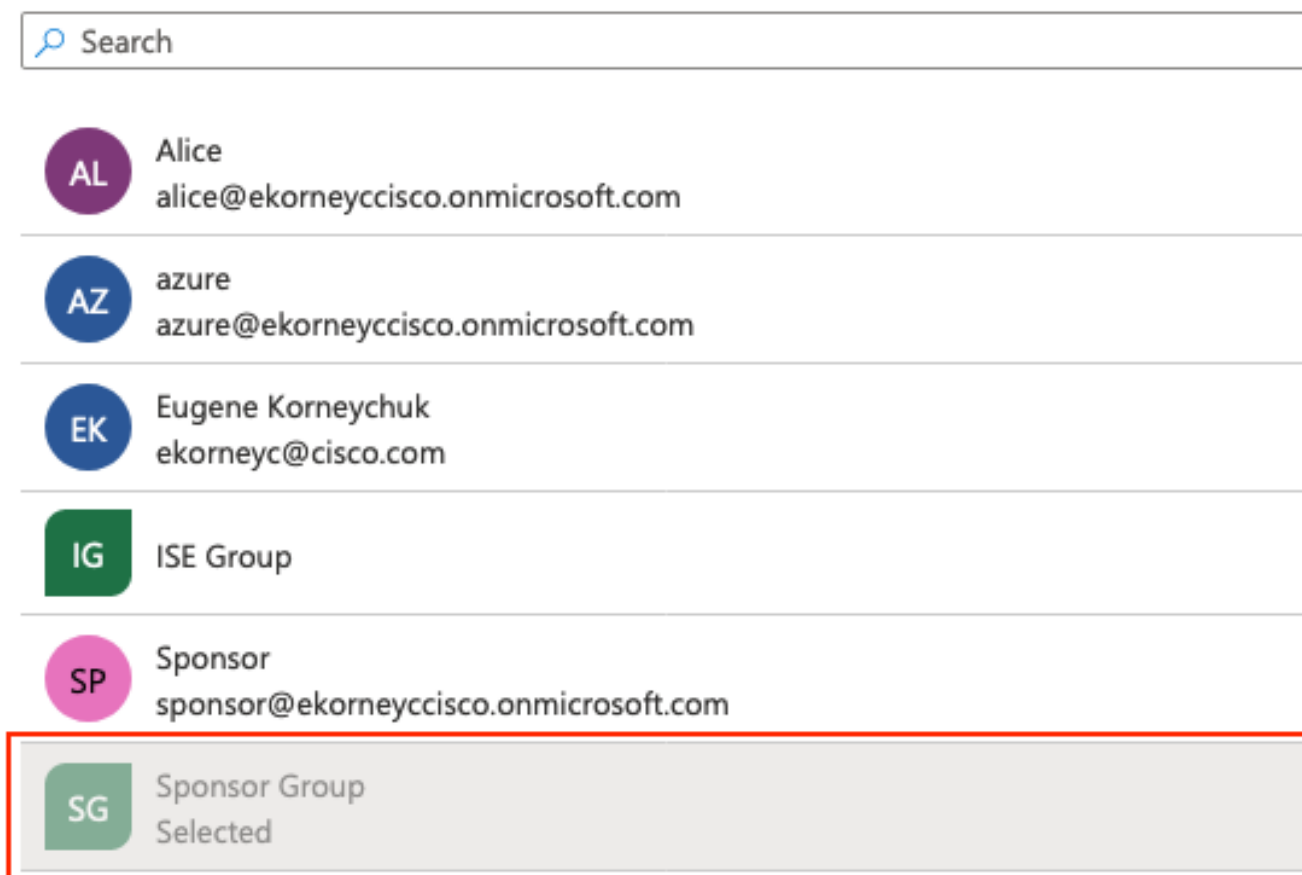 Search
AL
Alice
alice@ekorneyccisco.onmicrosoft.com
AZ
azure
azure@ekorneyccisco.onmicrosoft.com
EK
Eugene Korneychuk
ekorneyc@cisco.com
IG
ISE Group
SP
Sponsor
sponsor@ekorneyccisco.onmicrosoft.com
SG
Sponsor Group
Selected